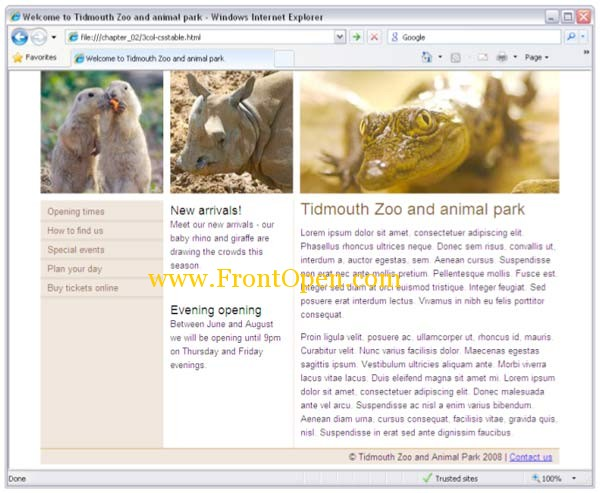 Welcome to Tidmouth Zoo and animal park - Windows Internet Explorer
file:///chapter_02/3col-csstable.html
Google
Favorites
Welcome to Tidmouth Zoo and animal park
Page
Opening times
How to find us
Special events
Plan your day
Buy tickets online
New arrivals!
Meet our new arrivals - our
baby rhino and giraffe are
drawing the crowds this
season.
Evening opening
Between June and August
we will be opening until 9pm
on Thursday and Friday
evenings.
Tidmouth Zoo and animal park
Lorem ipsum dolor sit amet, consectetuer adipiscing elit.
Phasellus rhoncus ultrices neque. Donec sem risus, convallis ut,
interdum a, auctor egestas, sem. Aenean cursus. Suspendisse
non erat nec ante mollis pretium. Pellentesque mollis. Fusce est.
Integer sed diam at orci euismod tristique. Integer feugiat. Sed
posuere erat interdum lectus. Vivamus in nibh eu felis porttitor
consequat.
Proin ligula velit, posuere ac, ullamcorper ut, rhoncus id, mauris.
Curabitur velit. Nunc varius facilisis dolor. Maecenas egestas
sagittis ipsum. Vestibulum ultricies aliquam ante. Morbi viverra
lacus vitae lacus. Duis eleifend magna sit amet mi. Lorem ipsum
dolor sit amet, consectetuer adipiscing elit. Donec malesuada
ante vel arcu. Suspendisse ac nisl a enim varius bibendum.
Aenean diam urna, cursus consequat, facilisis vitae, gravida quis,
nisl. Suspendisse in erat sed ante dignissim faucibus.
www.FrontOpen.com
© Tidmouth Zoo and Animal Park 2008 | Contact us
Done
Trusted sites
100%